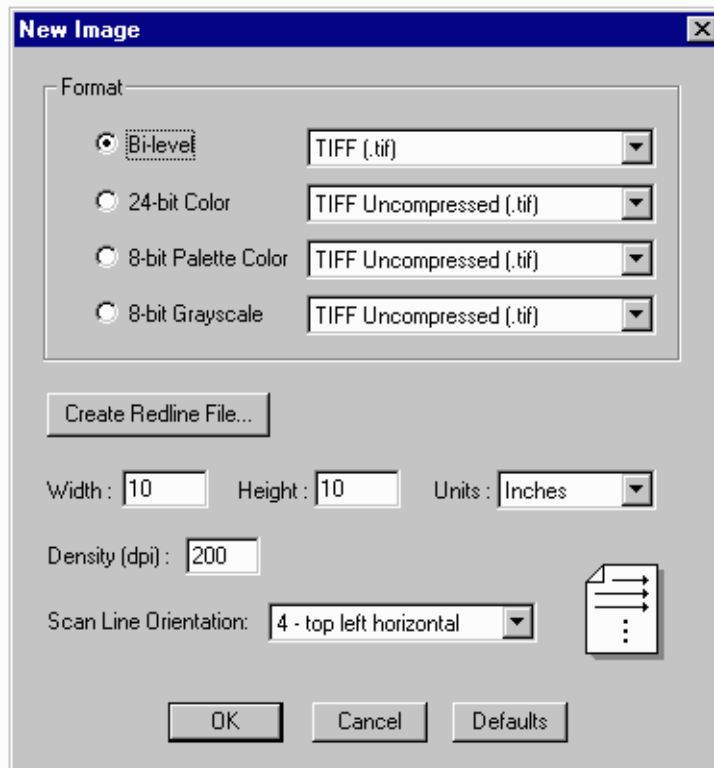 New Image
Format
Bi-level TIFF (.tif)
24-bit Color TIFF Uncompressed (.tif)
8-bit Palette Color TIFF Uncompressed (.tif)
8-bit Grayscale TIFF Uncompressed (.tif)
Create Redline File...
Width : 10 Height : 10 Units : Inches
Density (dpi) : 200
Scan Line Orientation: 4 - top left horizontal
OK Cancel Defaults